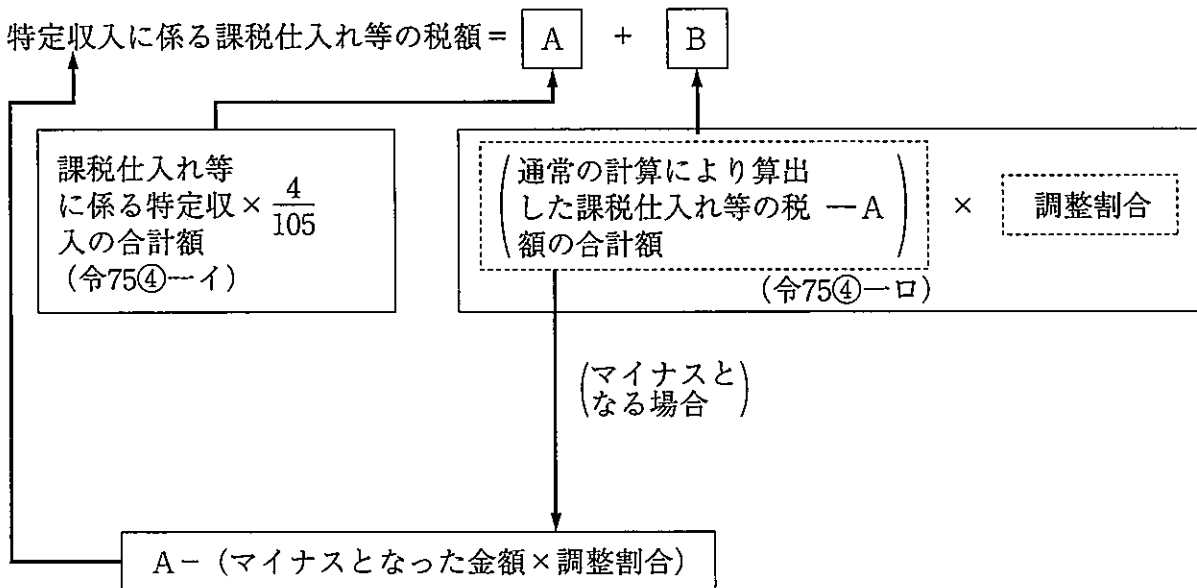 特定収入に係る課税仕入れ等の税額= A + B
課税仕入れ等
に係る特定収×4/105
入の合計額
(令75④一イ)
通常の計算により算出
した課税仕入れ等の税 ―A
額の合計額
× 調整割合
(令75④一ロ)
(マイナスと
なる場合)
A-(マイナスとなった金額×調整割合)